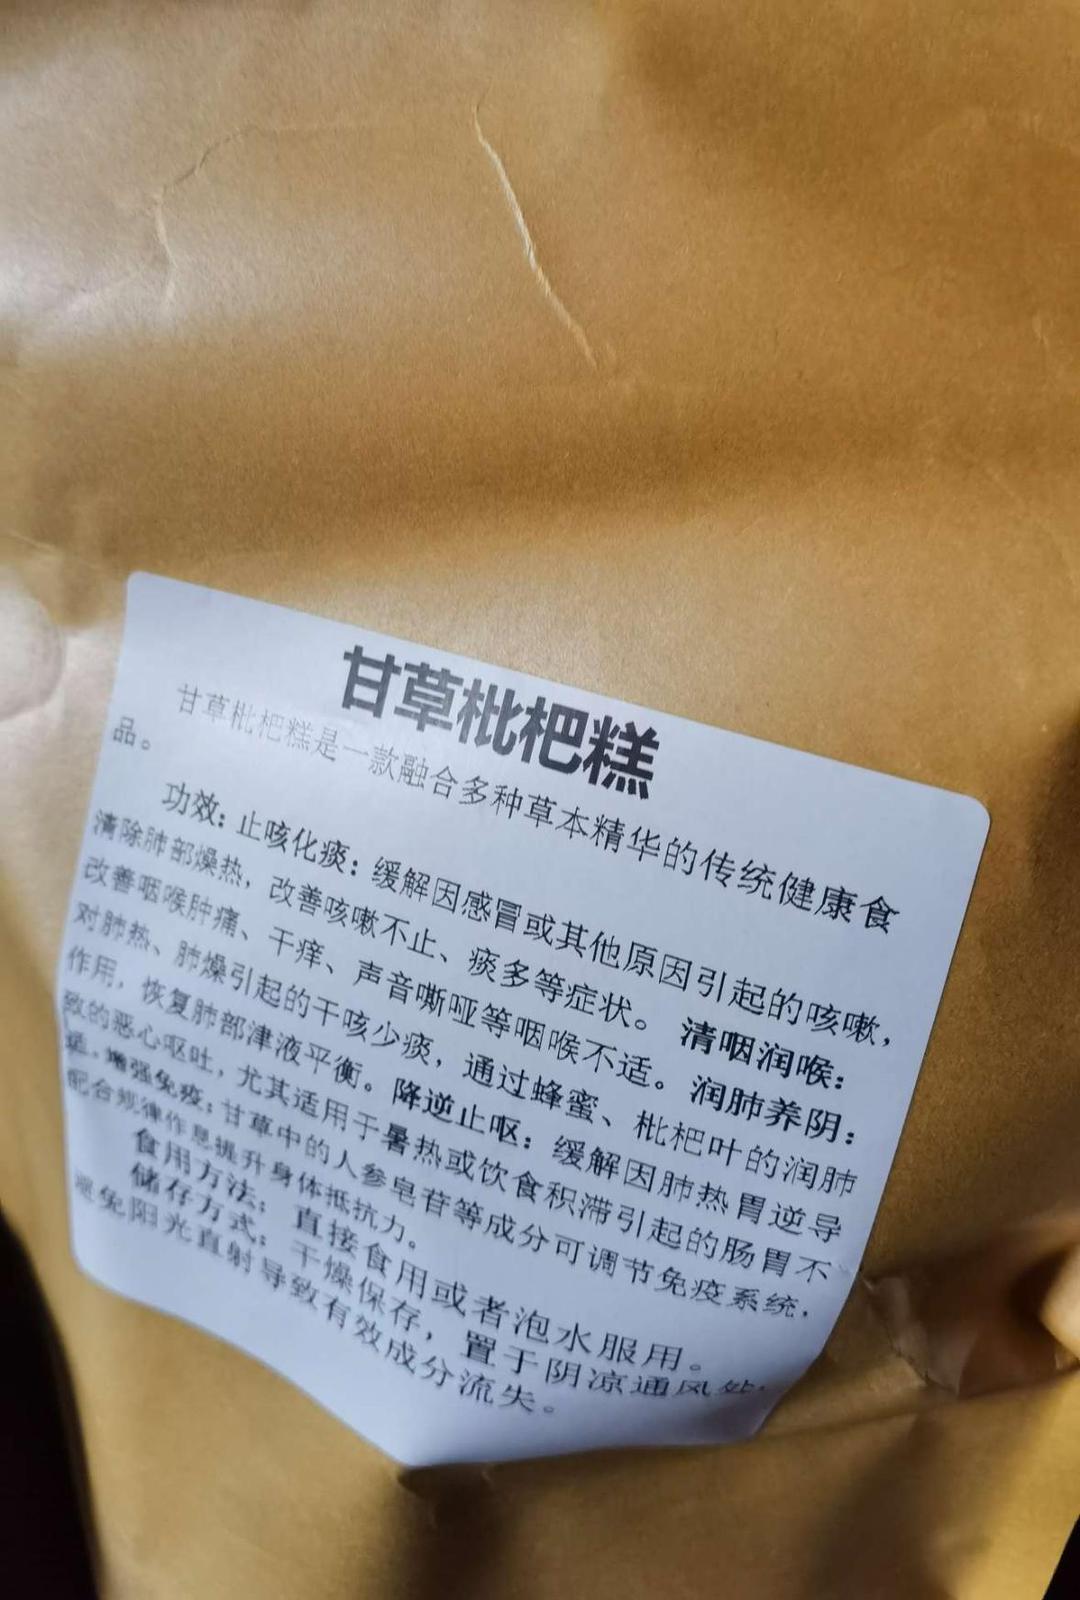 甘草枇杷糕
甘草枇杷糕是一款融合多种草本精华的传统健康食
品。
功效：止咳化痰：缓解因感冒或其他原因引起的咳嗽，
清除肺部燥热，改善咳嗽不止、痰多等症状。清咽润喉：
改善咽喉肿痛、干痒、声音嘶哑等咽喉不适。润肺养阴：
对肺热、肺燥引起的干咳少痰，通过蜂蜜、枇杷叶的润肺
作用，恢复肺部津液平衡。降逆止呕：缓解因肺热胃逆导
致的恶心呕吐，尤其适用于暑热或饮食积滞引起的肠胃不
适。增强免疫：甘草中的人参皂苷等成分可调节免疫系统，
配合规律作息提升身体抵抗力。
食用方法：直接食用或者泡水服用。
储存方式：干燥保存，置于阴凉通风处，
避免阳光直射导致有效成分流失。